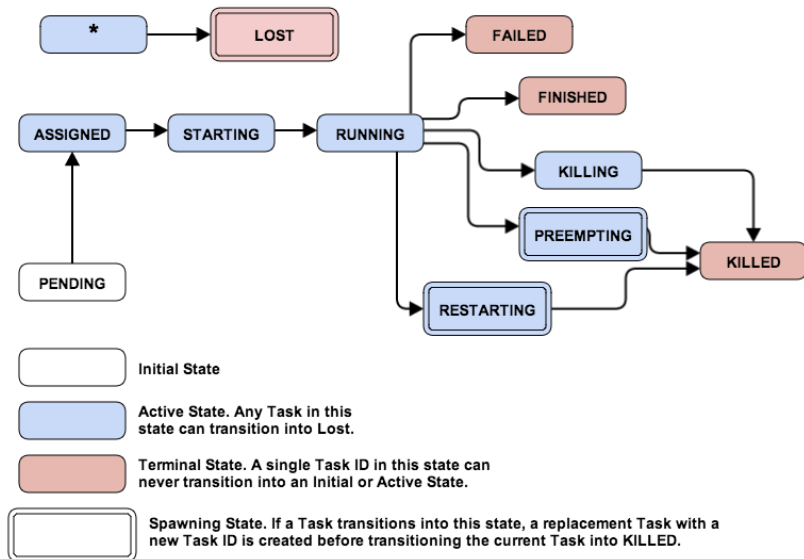 *
LOST
FAILED
FINISHED
ASSIGNED
STARTING
RUNNING
KILLING
PREEMPTING
KILLED
PENDING
RESTARTING
Initial State
Active State. Any Task in this
state can transition into Lost.
Terminal State. A single Task ID in this state can
never transition into an Initial or Active State.
Spawning State. If a Task transitions into this state, a replacement Task with a
new Task ID is created before transitioning the current Task into KILLED.